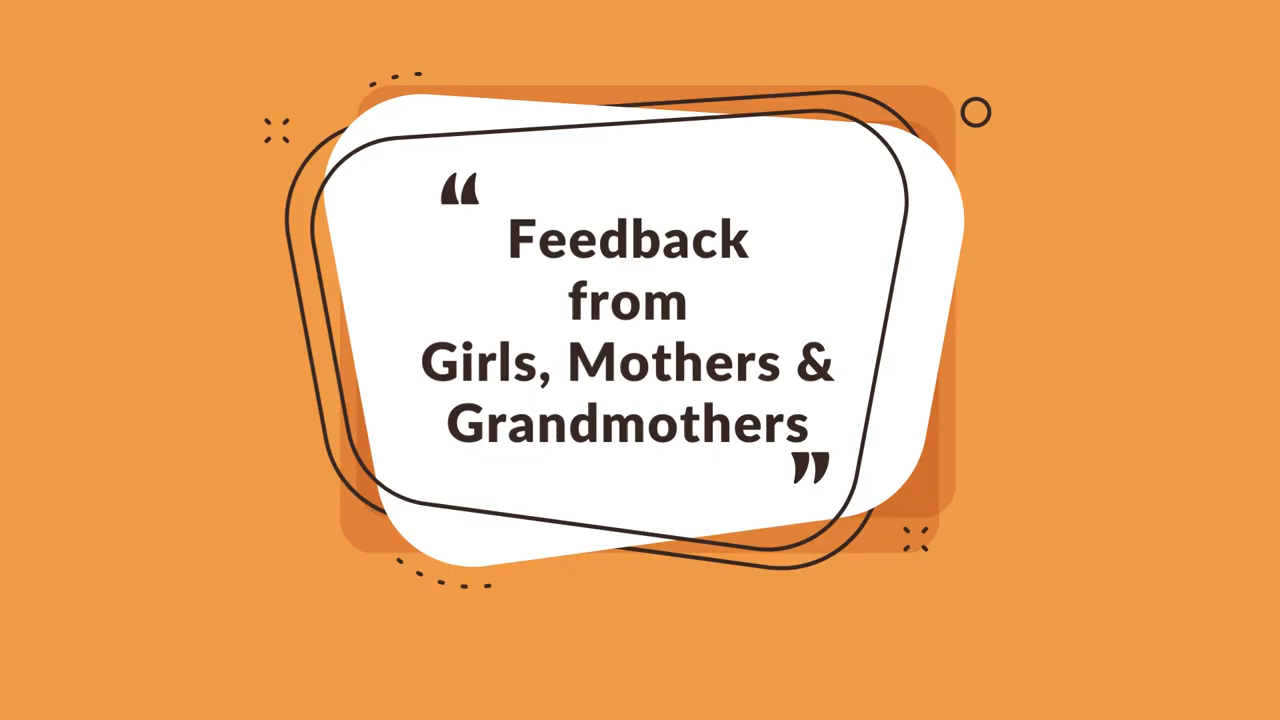 “
Feedback
from
Girls, Mothers &
Grandmothers
”